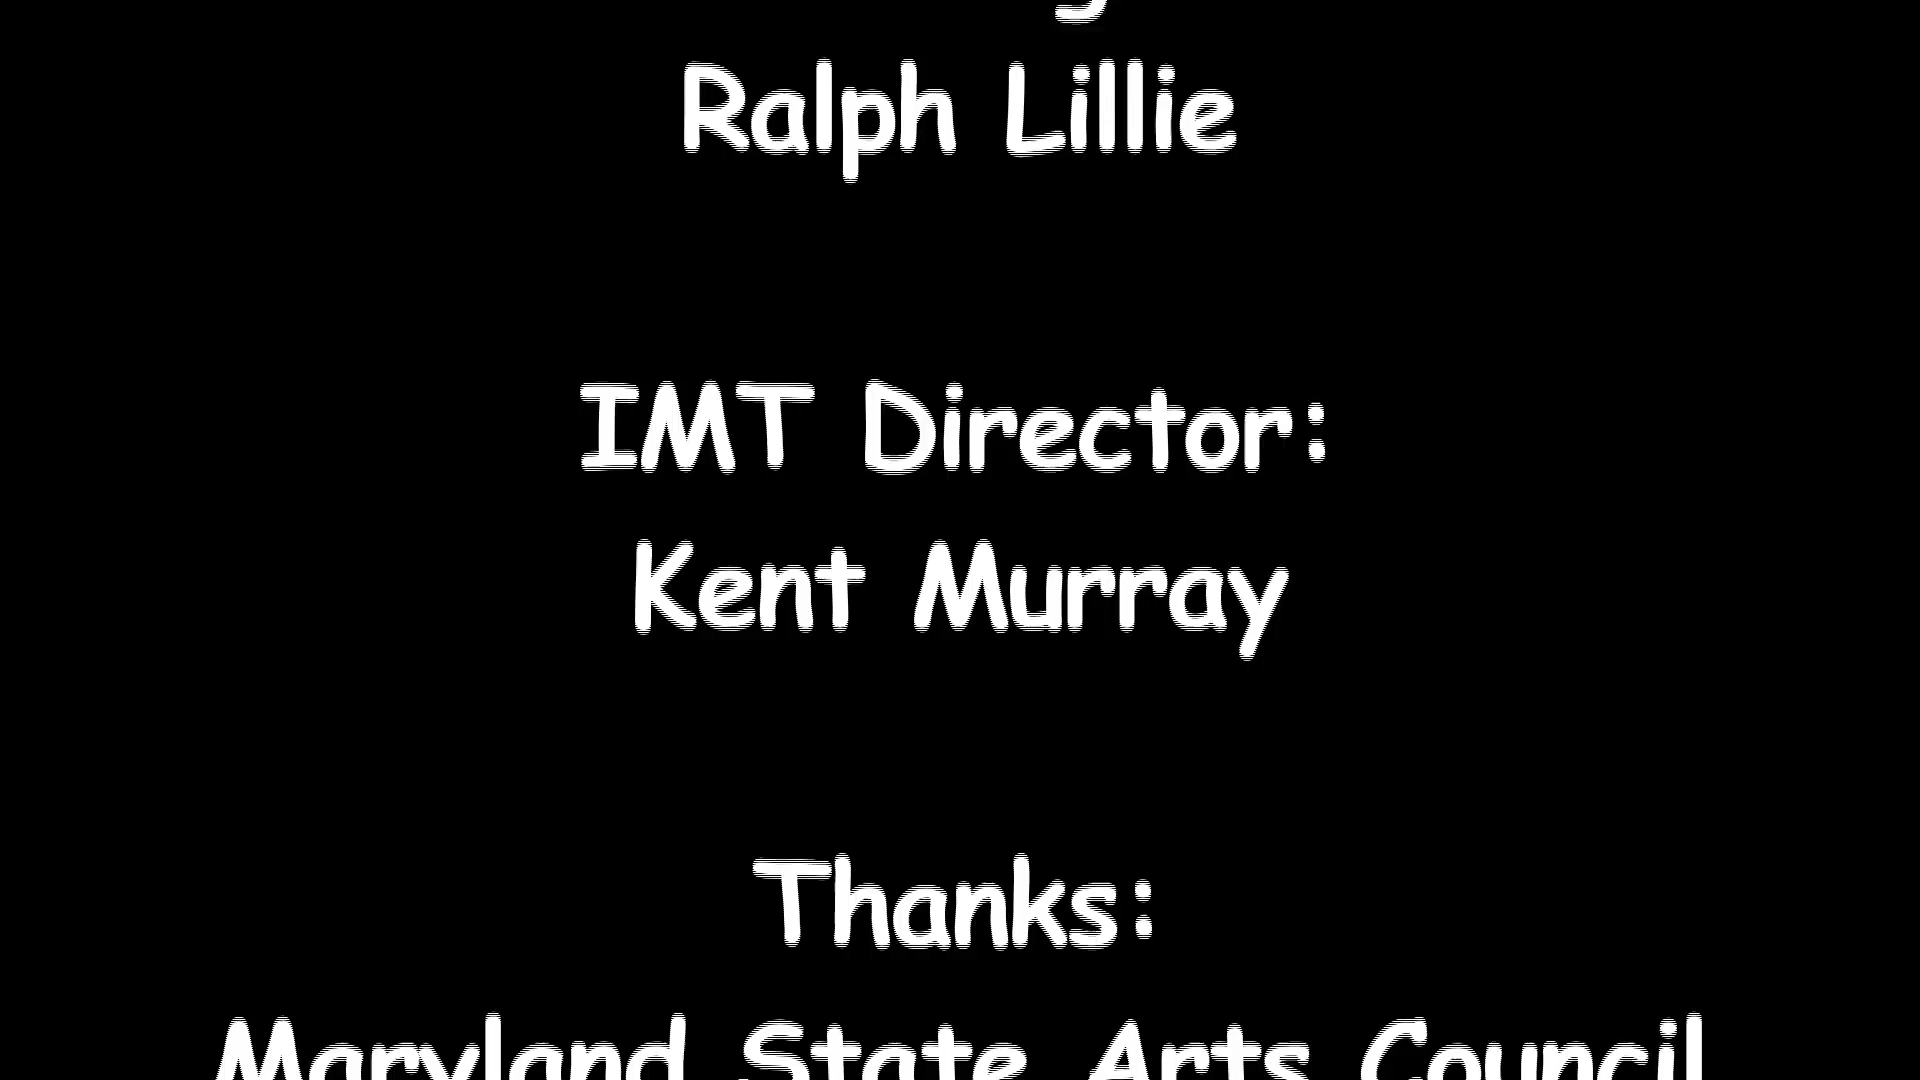 Ralph Lillie
IMT Director:
Kent Murray
Thanks:
Maryland State Arts Council